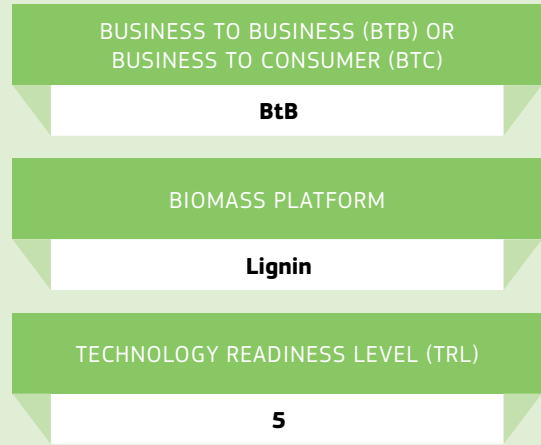 BUSINESS TO BUSINESS (BTB) OR
BUSINESS TO CONSUMER (BTC)
BtB
BIOMASS PLATFORM
Lignin
TECHNOLOGY READINESS LEVEL (TRL)
5